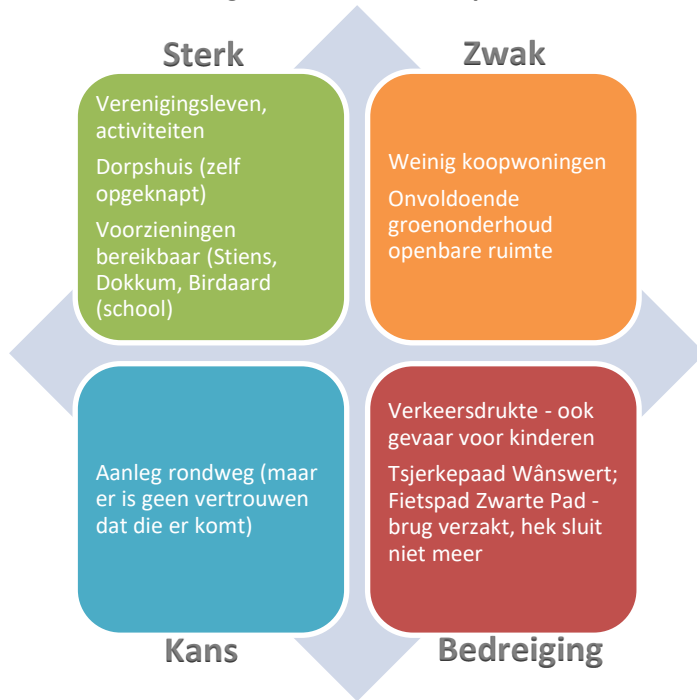 Sterk
Zwak
Verenigingsleven,
activiteiten
Dorpshuis (zelf
opgeknapt)
Voorzieningen
bereikbaar (Stiens,
Dokkum, Birdaard
(school)
Weinig koopwoningen
Onvoldoende
groenonderhoud
openbare ruimte
Aanleg rondweg (maar
er is geen vertrouwen
dat die er komt)
Verkeersdrukte - ook
gevaar voor kinderen
Tsjerkepaad Wânswert;
Fietspad Zwarte Pad -
brug verzakt, hek sluit
niet meer
Kans
Bedreiging